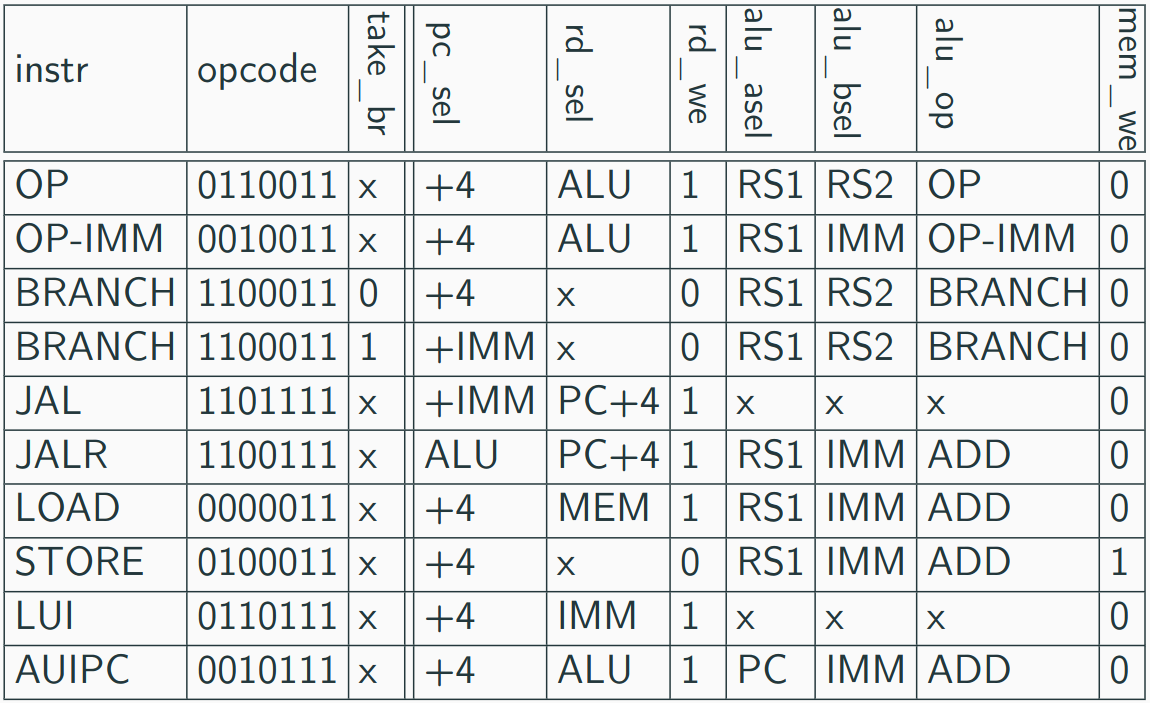 instr opcode take_br pc_sel rd_sel rd_we alu_asel alu_bsel alu_op mem_we
OP 0110011 x +4 ALU 1 RS1 RS2 OP 0
OP-IMM 0010011 x +4 ALU 1 RS1 IMM OP-IMM 0
BRANCH 1100011 0 +4 x 0 RS1 RS2 BRANCH 0
BRANCH 1100011 1 +IMM x 0 RS1 RS2 BRANCH 0
JAL 1101111 x +IMM PC+4 1 x x x 0
JALR 1100111 x ALU PC+4 1 RS1 IMM ADD 0
LOAD 0000011 x +4 MEM 1 RS1 IMM ADD 0
STORE 0100011 x +4 x 0 RS1 IMM ADD 1
LUI 0110111 x +4 IMM 1 x x x 0
AUIPC 0010111 x +4 ALU 1 PC IMM ADD 0